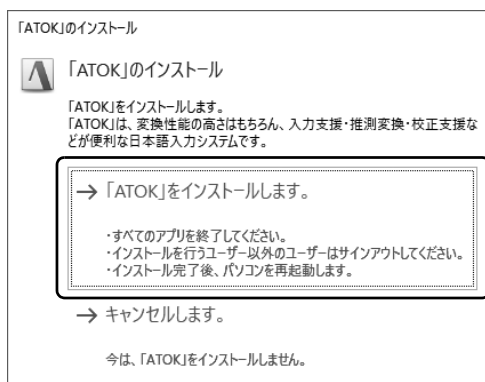 「ATOK」のインストール
「ATOK」のインストール
「ATOK」をインストールします。
「ATOK」は、変換性能の高さはもちろん、入力支援・推測変換・校正支援な
どが便利な日本語入力システムです。
→ 「ATOK」をインストールします。
・すべてのアプリを終了してください。
・インストールを行うユーザー以外のユーザーはサインアウトしてください。
・インストール完了後、パソコンを再起動します。
→ キャンセルします。
今は、「ATOK」をインストールしません。